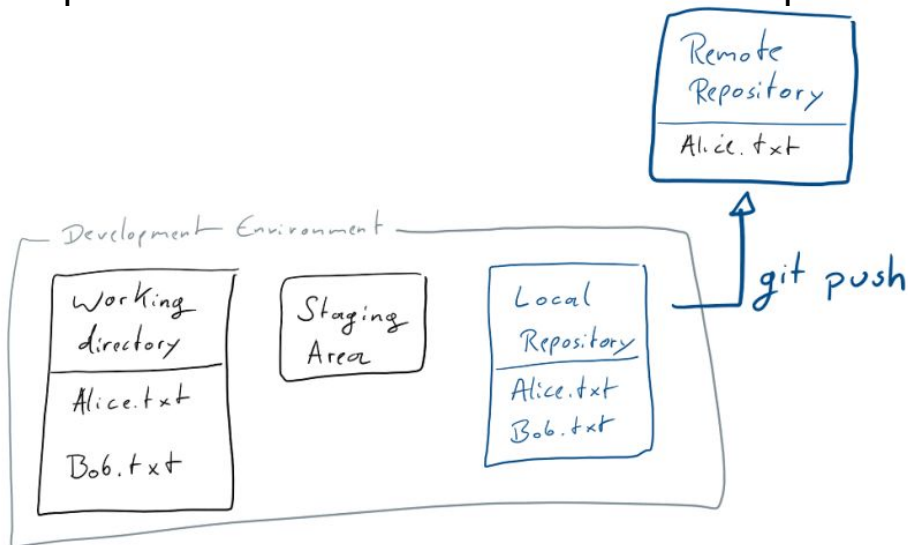 Remote
Repository
Alice.txt
Development Environment
git push
Working
directory
Alice.txt
Bob.txt
Staging
Area
Local
Repository
Alice.txt
Bob.txt